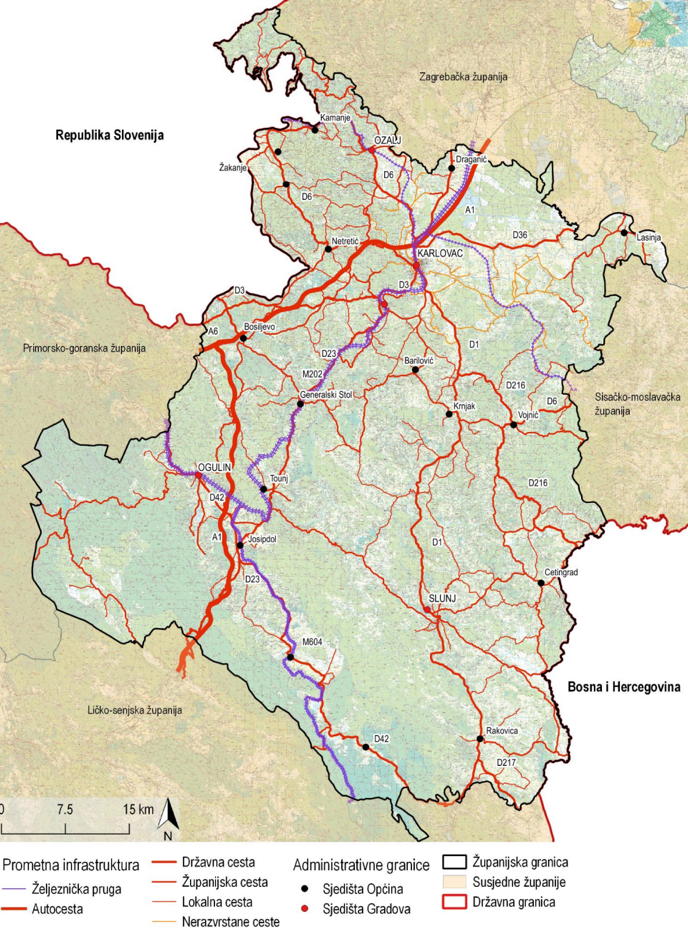 Zagrebačka županija
Republika Slovenija
Kamanje
OZALJ
Draganić
Žakanje
D6
D6
A1
Netretić
D36
Lasinja
KARLOVAC
D3
D3
A6
Bosiljevo
D1
Primorsko-goranska županija
D23
Barilović
M202
D216
Sisačko-moslavačka
županija
Generalski Stol
D6
Krnjak
Vojnić
OGULIN
Tounj
D216
D42
A1
Josipdol
D1
D23
Cetingrad
SLUNJ
M604
Bosna i Hercegovina
Ličko-senjska županija
Rakovica
D42
D217
0 7.5 15 km
N
Prometna infrastruktura
Željeznička pruga
Autocesta
Državna cesta
Županijska cesta
Lokalna cesta
Nerazvrstane ceste
Administrativne granice
Sjedišta Općina
Sjedišta Gradova
Županijska granica
Susjedne županije
Državna granica